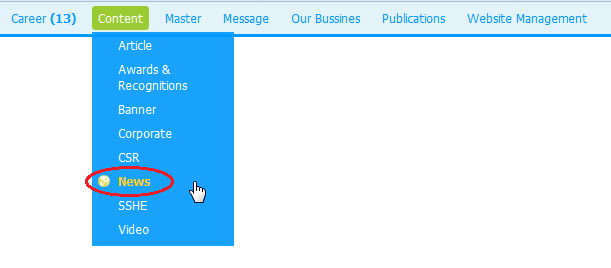 Career (13) Content Master Message Our Bussines Publications Website Management
Article
Awards &
Recognitions
Banner
Corporate
CSR
News
SSHE
Video